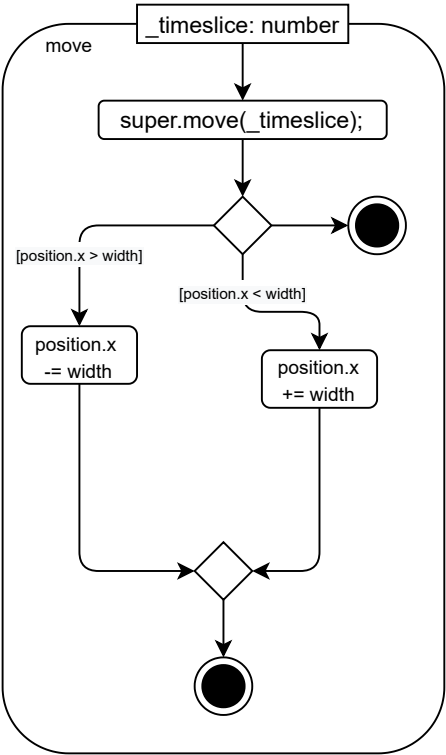 _timeslice: number
move
super.move(_timeslice);
[position.x > width]
[position.x < width]
position.x
-= width
position.x
+= width